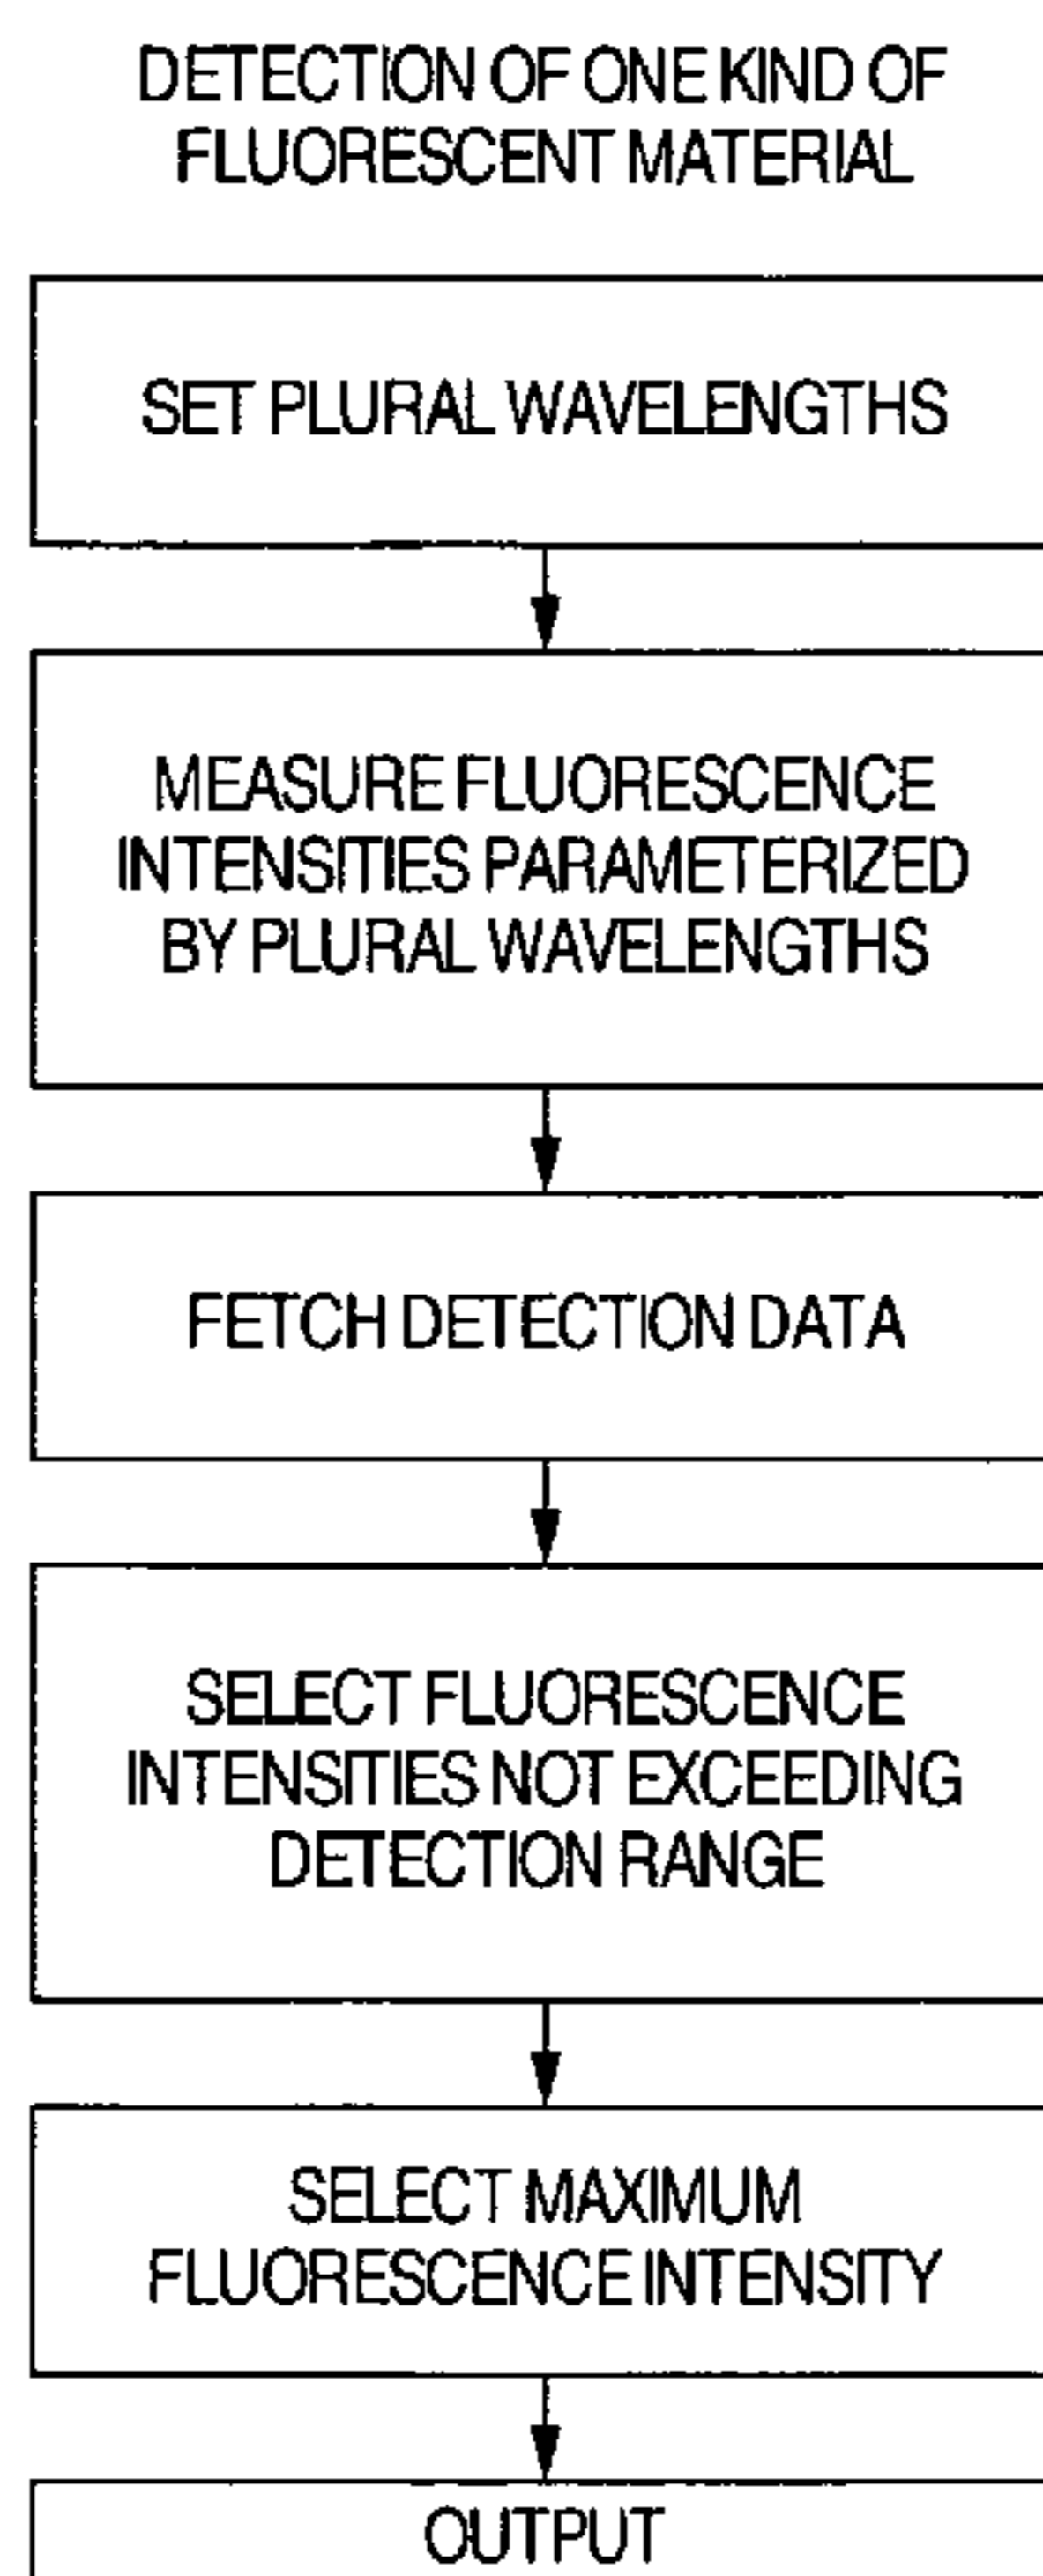 DETECTION OF ONE KIND OF
FLUORESCENT MATERIAL
SET PLURAL WAVELENGTHS
MEASURE FLUORESCENCE
INTENSITIES PARAMETERIZED
BY PLURAL WAVELENGTHS
FETCH DETECTION DATA
SELECT FLUORESCENCE
INTENSITIES NOT EXCEEDING
DETECTION RANGE
SELECT MAXIMUM
FLUORESCENCE INTENSITY
OUTPUT